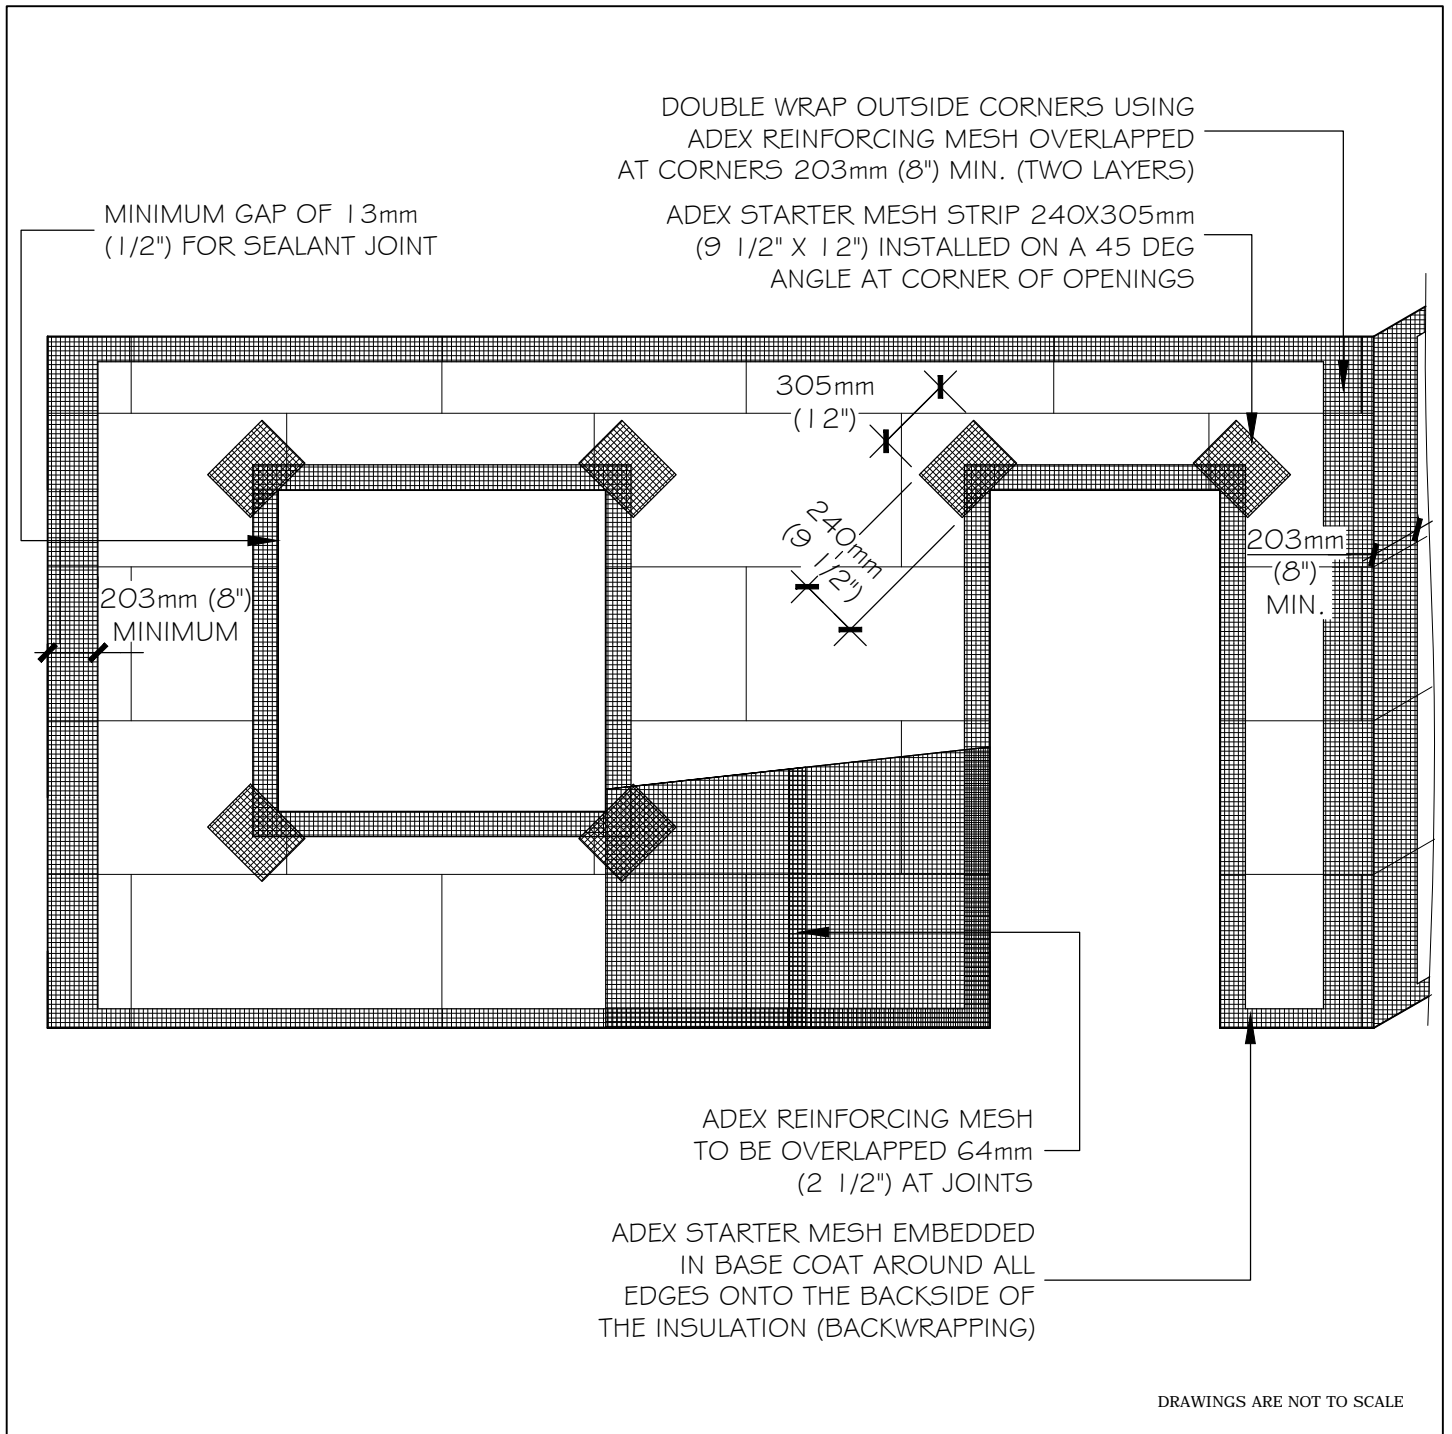 DOUBLE WRAP OUTSIDE CORNERS USING
ADEX REINFORCING MESH OVERLAPPED
AT CORNERS 203mm (8") MIN. (TWO LAYERS)
MINIMUM GAP OF 13mm
(1/2") FOR SEALANT JOINT
ADEX STARTER MESH STRIP 240X305mm
(9 1/2" X 12") INSTALLED ON A 45 DEG
ANGLE AT CORNER OF OPENINGS
305mm
(12")
240mm
(9 1/2")
203mm
(8")
MIN.
203mm (8")
MINIMUM
ADEX REINFORCING MESH
TO BE OVERLAPPED 64mm
(2 1/2") AT JOINTS
ADEX STARTER MESH EMBEDDED
IN BASE COAT AROUND ALL
EDGES ONTO THE BACKSIDE OF
THE INSULATION (BACKWRAPPING)
DRAWINGS ARE NOT TO SCALE